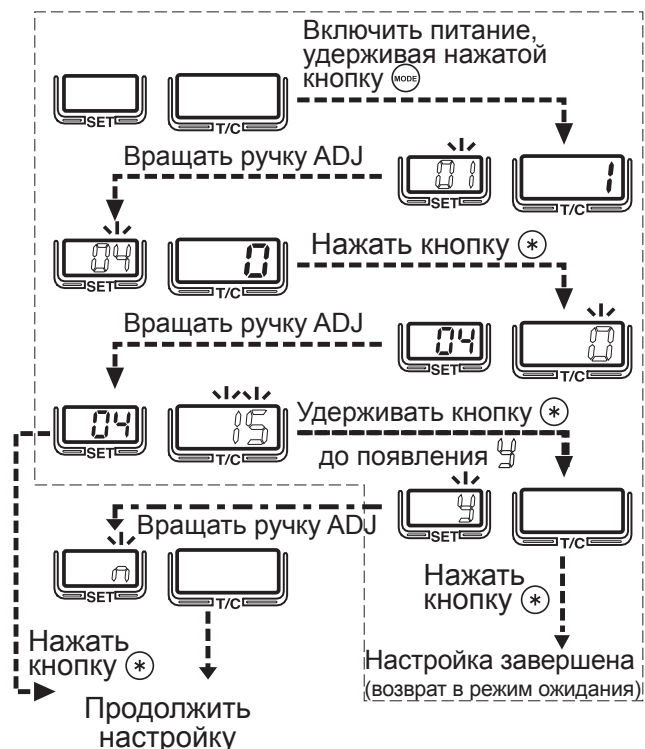 Включить питание,
удерживая нажатой
кнопку MODE
SET T/C
Вращать ручку ADJ
01 1
SET T/C
04 0
SET T/C
Нажать кнопку *
Вращать ручку ADJ
04 0
SET T/C
04 15
SET T/C
Удерживать кнопку *
до появления y
y
SET T/C
Вращать ручку ADJ
n
SET T/C
Нажать
кнопку *
Нажать
кнопку *
Настройка завершена
(возврат в режим ожидания)
Продолжить
настройку